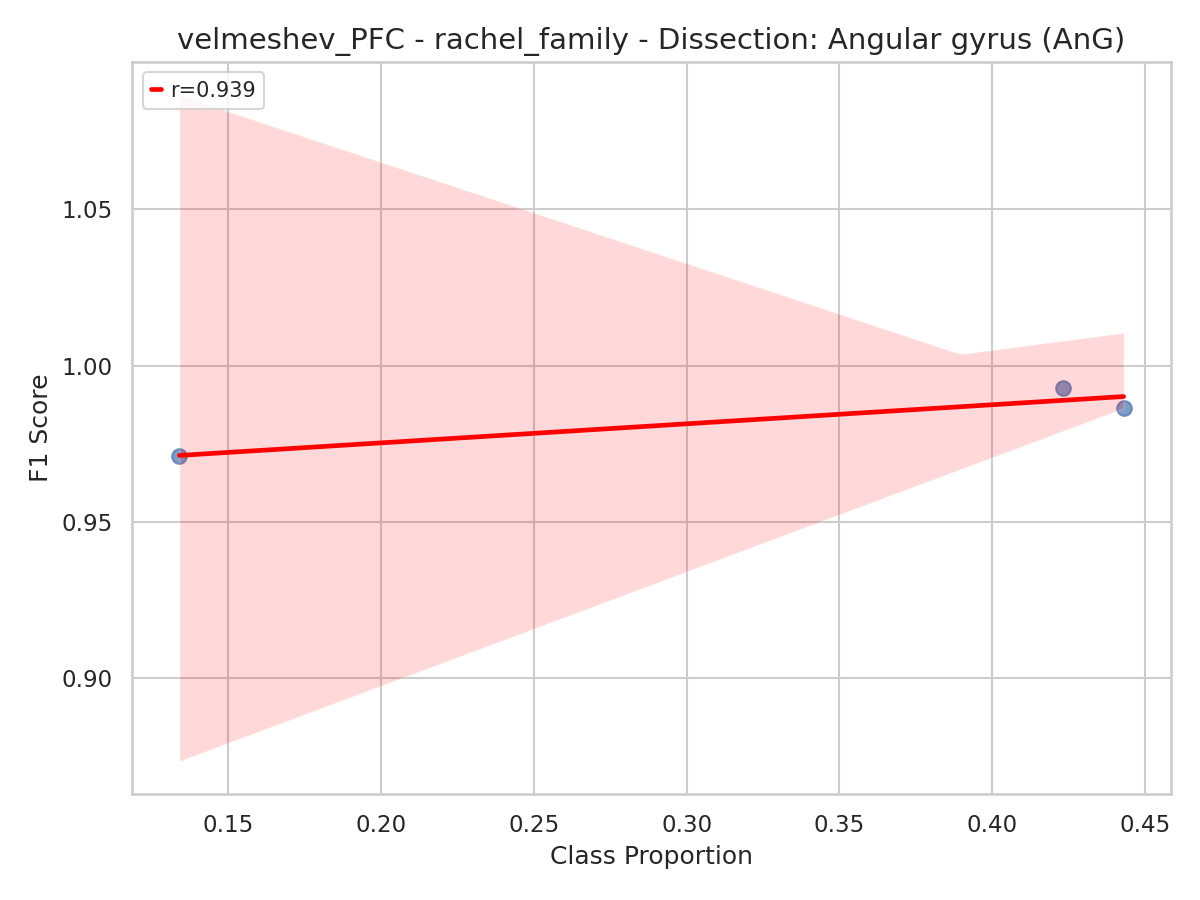 velmeshev_PFC - rachel_family - Dissection: Angular gyrus (AnG)
r=0.939
1.05
1.00
0.95
0.90
F1 Score
0.15 0.20 0.25 0.30 0.35 0.40 0.45
Class Proportion